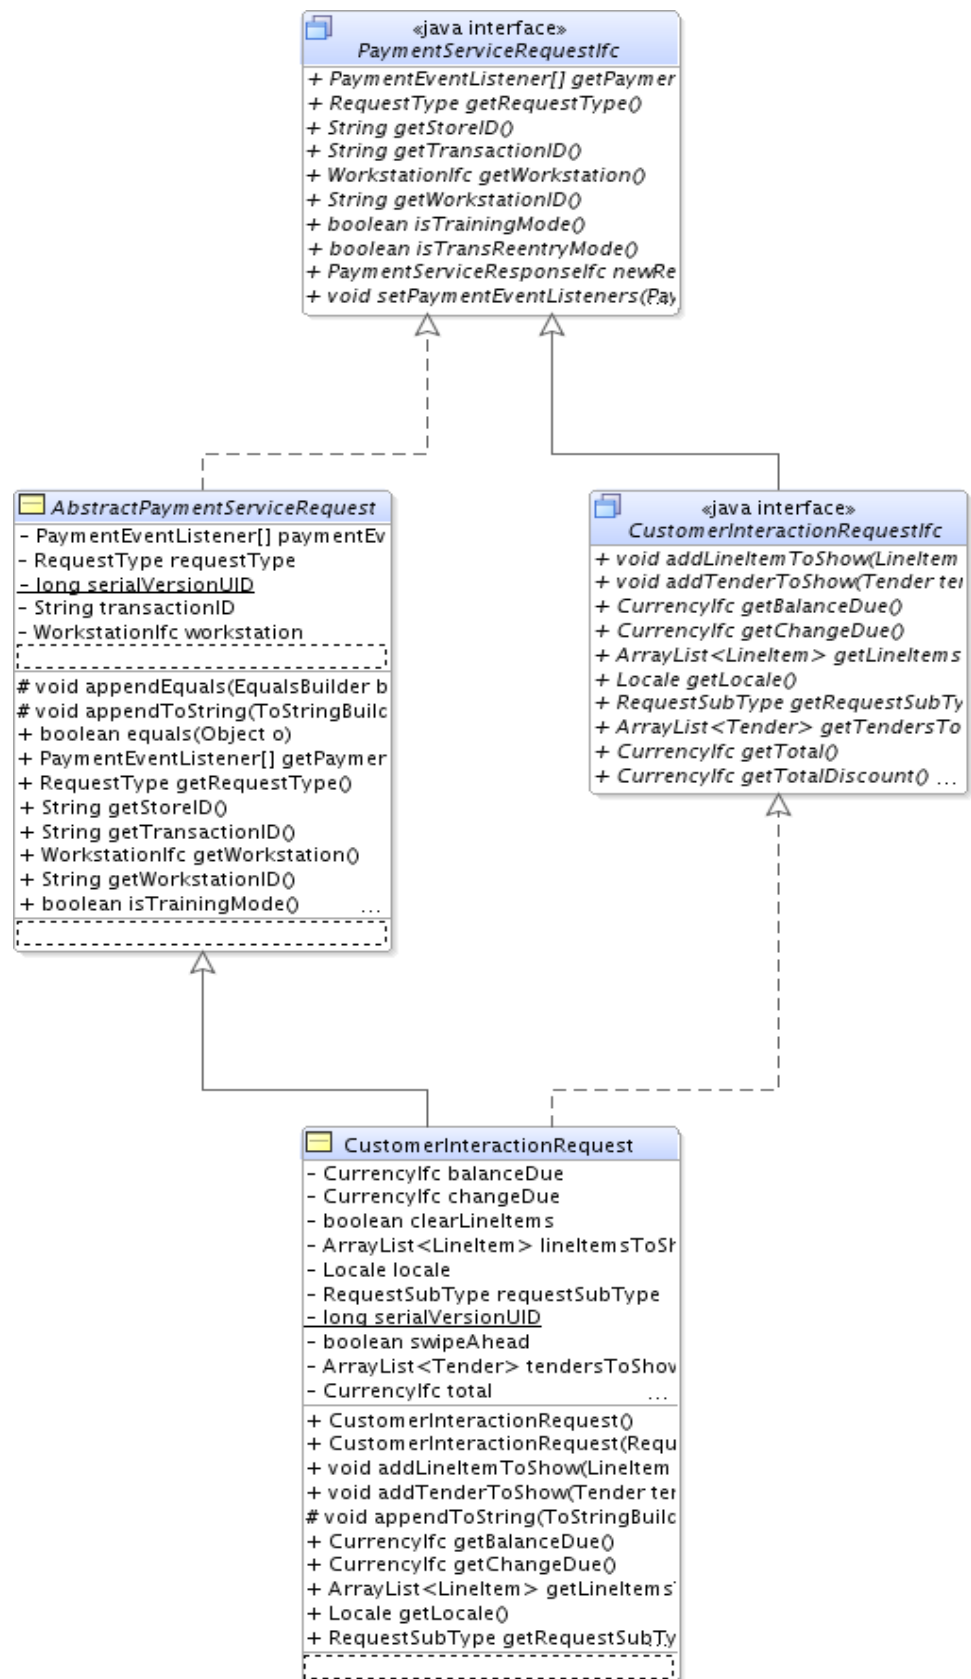 «java interface»
PaymentServiceRequestIfc
+ PaymentEventListener[] getPaymer
+ RequestType getRequestType()
+ String getStoreID()
+ String getTransactionID()
+ WorkstationIfc getWorkstation()
+ String getWorkstationID()
+ boolean isTrainingMode()
+ boolean isTransReentryMode()
+ PaymentServiceResponseIfc newRe
+ void setPaymentEventListeners(Pay
AbstractPaymentServiceRequest
- PaymentEventListener[] paymentEv
- RequestType requestType
- long serialVersionUID
- String transactionID
- WorkstationIfc workstation
# void appendEquals(EqualsBuilder b
# void appendToString(ToStringBuilc
+ boolean equals(Object o)
+ PaymentEventListener[] getPaymer
+ RequestType getRequestType()
+ String getStoreID()
+ String getTransactionID()
+ WorkstationIfc getWorkstation()
+ String getWorkstationID()
+ boolean isTrainingMode() ...
«java interface»
CustomerInteractionRequestIfc
+ void addLineItemToShow(LineItem
+ void addTenderToShow(Tender ter
+ CurrencyIfc getBalanceDue()
+ CurrencyIfc getChangeDue()
+ ArrayList<LineItem> getLineItems
+ Locale getLocale()
+ RequestSubType getRequestSubTy
+ ArrayList<Tender> getTendersTo
+ CurrencyIfc getTotal()
+ CurrencyIfc getTotalDiscount() ...
CustomerInteractionRequest
- CurrencyIfc balanceDue
- CurrencyIfc changeDue
- boolean clearLineItems
- ArrayList<LineItem> lineItemsToSh
- Locale locale
- RequestSubType requestSubType
- long serialVersionUID
- boolean swipeAhead
- ArrayList<Tender> tendersToShov
- CurrencyIfc total ...
+ CustomerInteractionRequest()
+ CustomerInteractionRequest(Requ
+ void addLineItemToShow(LineItem
+ void addTenderToShow(Tender ter
# void appendToString(ToStringBuilc
+ CurrencyIfc getBalanceDue()
+ CurrencyIfc getChangeDue()
+ ArrayList<LineItem> getLineItems
+ Locale getLocale()
+ RequestSubType getRequestSubTy